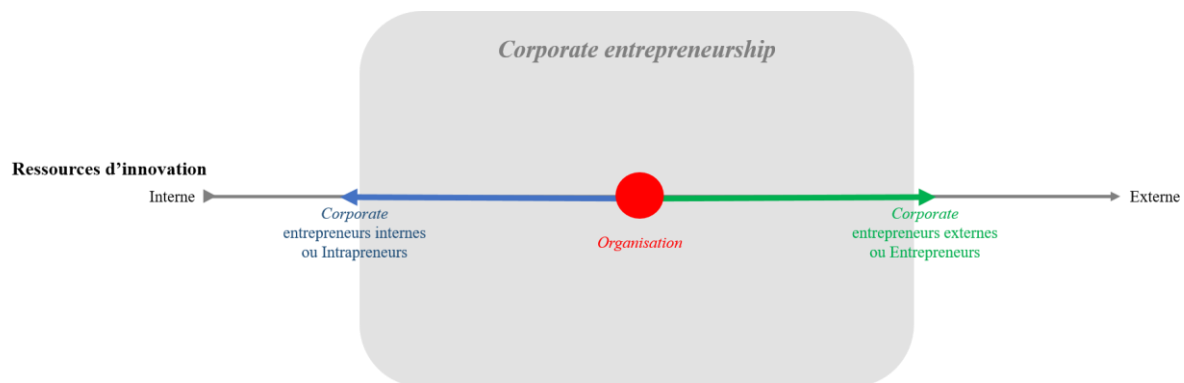 Corporate entrepreneurship
Ressources d’innovation
Interne
Externe
Corporate
entrepreneurs internes
ou Intrapreneurs
Organisation
Corporate
entrepreneurs externes
ou Entrepreneurs